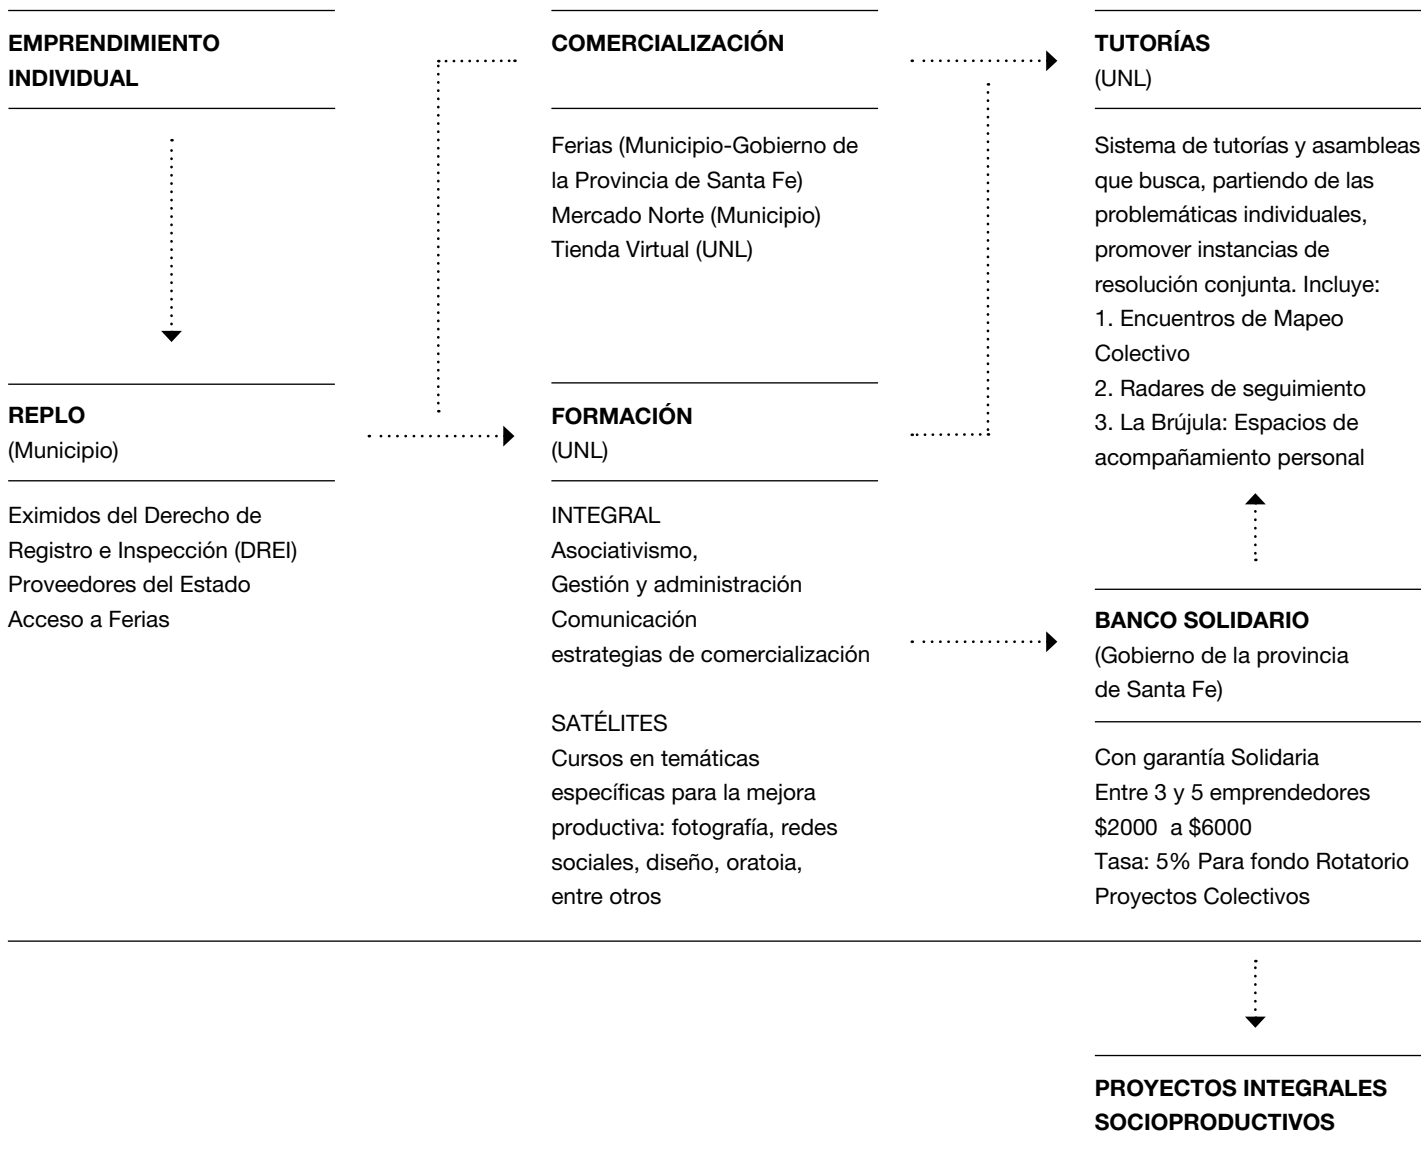 EMPRENDIMIENTO
INDIVIDUAL
REPLO
(Municipio)
Eximidos del Derecho de
Registro e Inspección (DREI)
Proveedores del Estado
Acceso a Ferias
COMERCIALIZACIÓN
Ferias (Municipio-Gobierno de
la Provincia de Santa Fe)
Mercado Norte (Municipio)
Tienda Virtual (UNL)
FORMACIÓN
(UNL)
INTEGRAL
Asociativismo,
Gestión y administración
Comunicación
estrategias de comercialización
SATÉLITES
Cursos en temáticas
específicas para la mejora
productiva: fotografía, redes
sociales, diseño, oratoia,
entre otros
TUTORÍAS
(UNL)
Sistema de tutorías y asambleas
que busca, partiendo de las
problemáticas individuales,
promover instancias de
resolución conjunta. Incluye:
1. Encuentros de Mapeo
Colectivo
2. Radares de seguimiento
3. La Brújula: Espacios de
acompañamiento personal
BANCO SOLIDARIO
(Gobierno de la provincia
de Santa Fe)
Con garantía Solidaria
Entre 3 y 5 emprendedores
$2000  a $6000
Tasa: 5% Para fondo Rotatorio
Proyectos Colectivos
PROYECTOS INTEGRALES
SOCIOPRODUCTIVOS